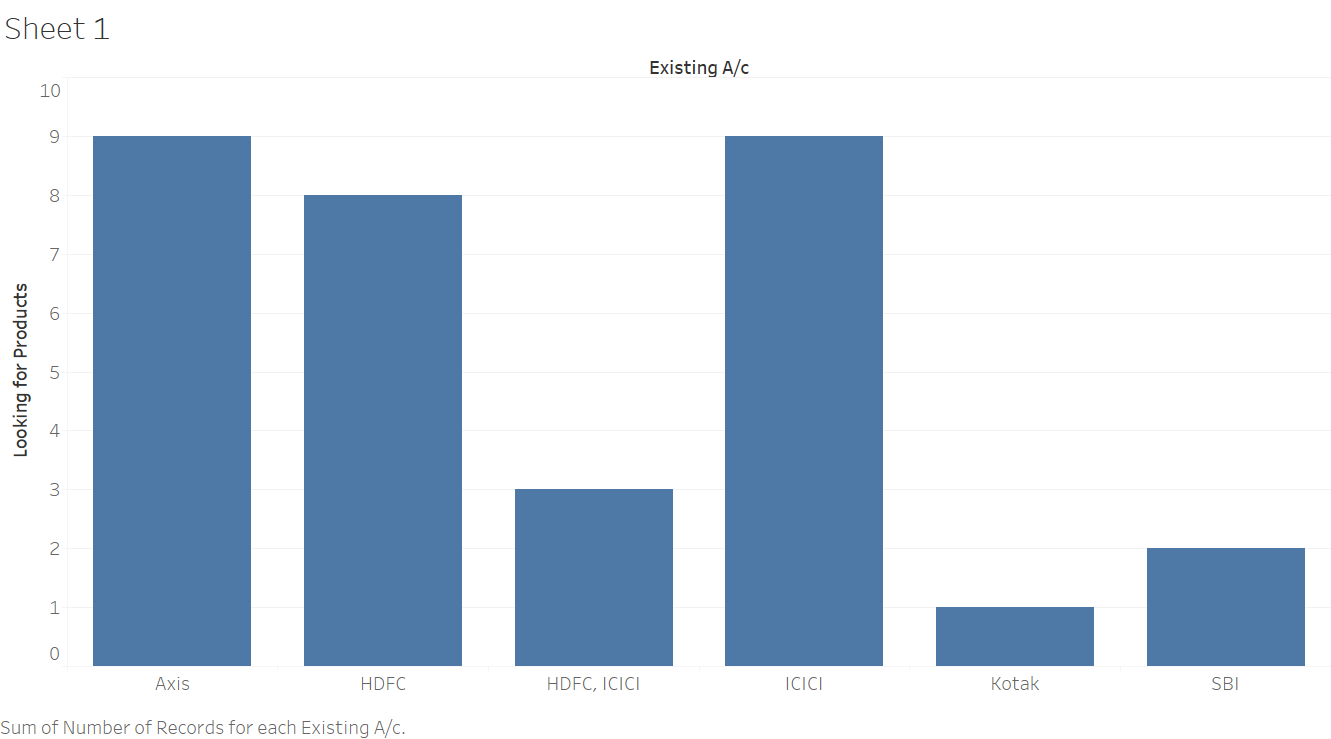 Sheet 1
Existing A/c
10
9
8
7
6
5
4
3
2
1
0
Looking for Products
Axis HDFC HDFC, ICICI ICICI Kotak SBI
Sum of Number of Records for each Existing A/c.